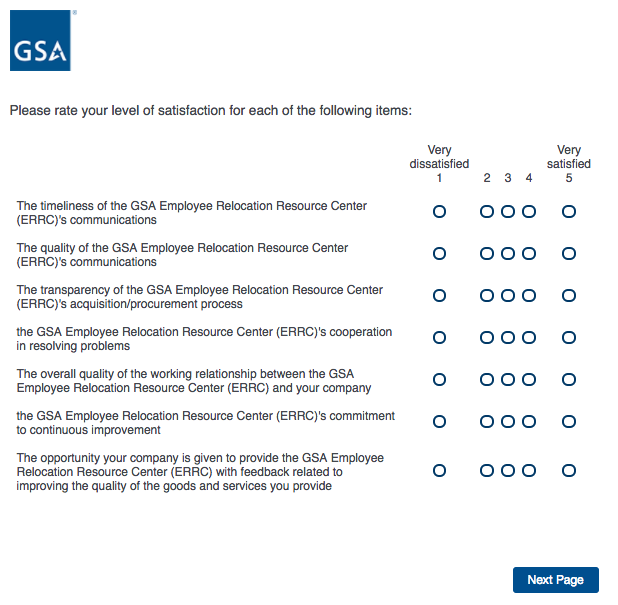 GSA
Please rate your level of satisfaction for each of the following items:
Very
dissatisfied
1
2
3
4
Very
satisfied
5
The timeliness of the GSA Employee Relocation Resource Center
(ERRC)'s communications
The quality of the GSA Employee Relocation Resource Center
(ERRC)'s communications
The transparency of the GSA Employee Relocation Resource Center
(ERRC)'s acquisition/procurement process
the GSA Employee Relocation Resource Center (ERRC)'s cooperation
in resolving problems
The overall quality of the working relationship between the GSA
Employee Relocation Resource Center (ERRC) and your company
the GSA Employee Relocation Resource Center (ERRC)'s commitment
to continuous improvement
The opportunity your company is given to provide the GSA Employee
Relocation Resource Center (ERRC) with feedback related to
improving the quality of the goods and services you provide
Next Page